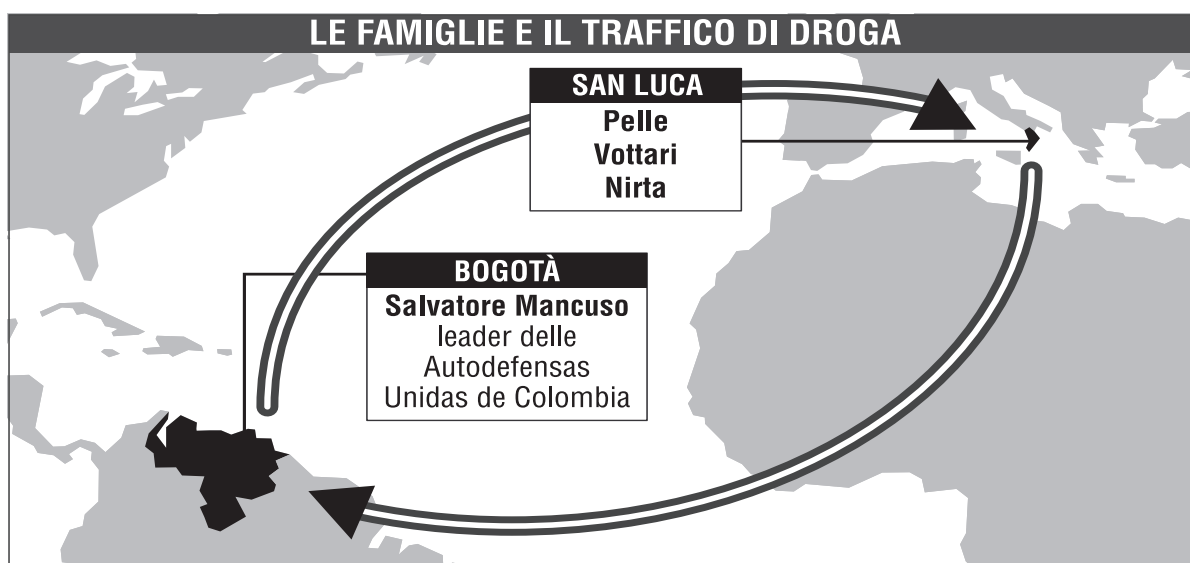 LE FAMIGLIE E IL TRAFFICO DI DROGA
SAN LUCA
Pelle
Vottari
Nirta
BOGOTÀ
Salvatore Mancuso
leader delle
Autodefensas
Unidas de Colombia